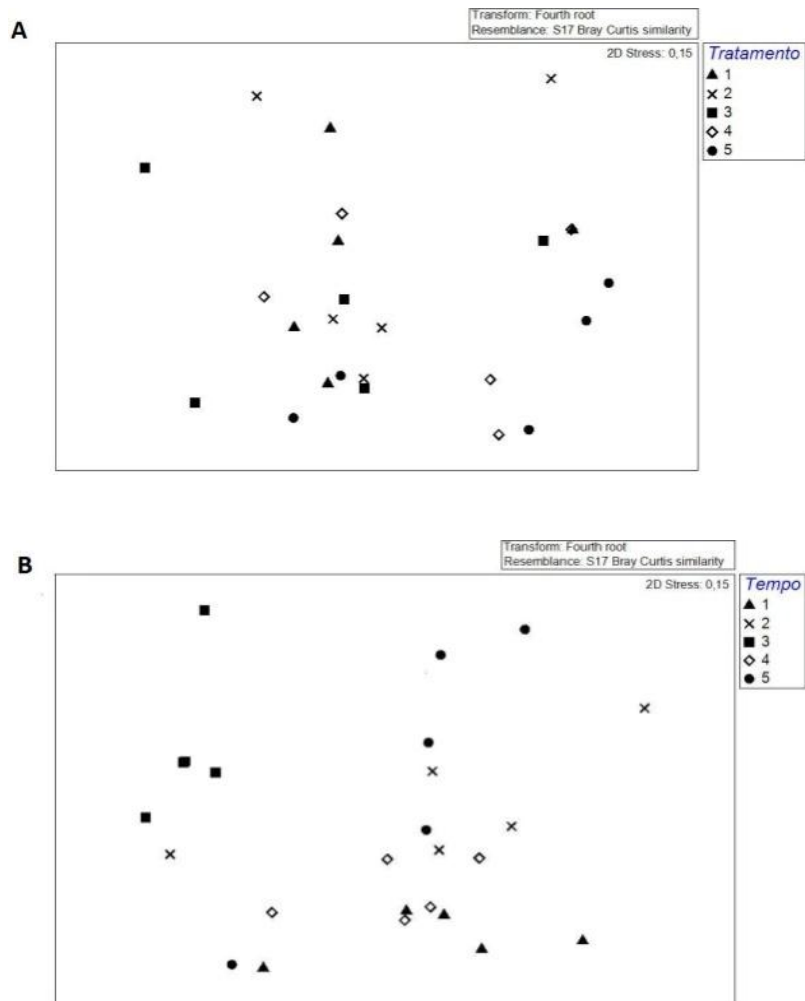 A
Transform: Fourth root
Resemblance: S17 Bray Curtis similarity
2D Stress: 0,15
Tratamento
1
2
3
4
5
B
Transform: Fourth root
Resemblance: S17 Bray Curtis similarity
2D Stress: 0,15
Tempo
1
2
3
4
5